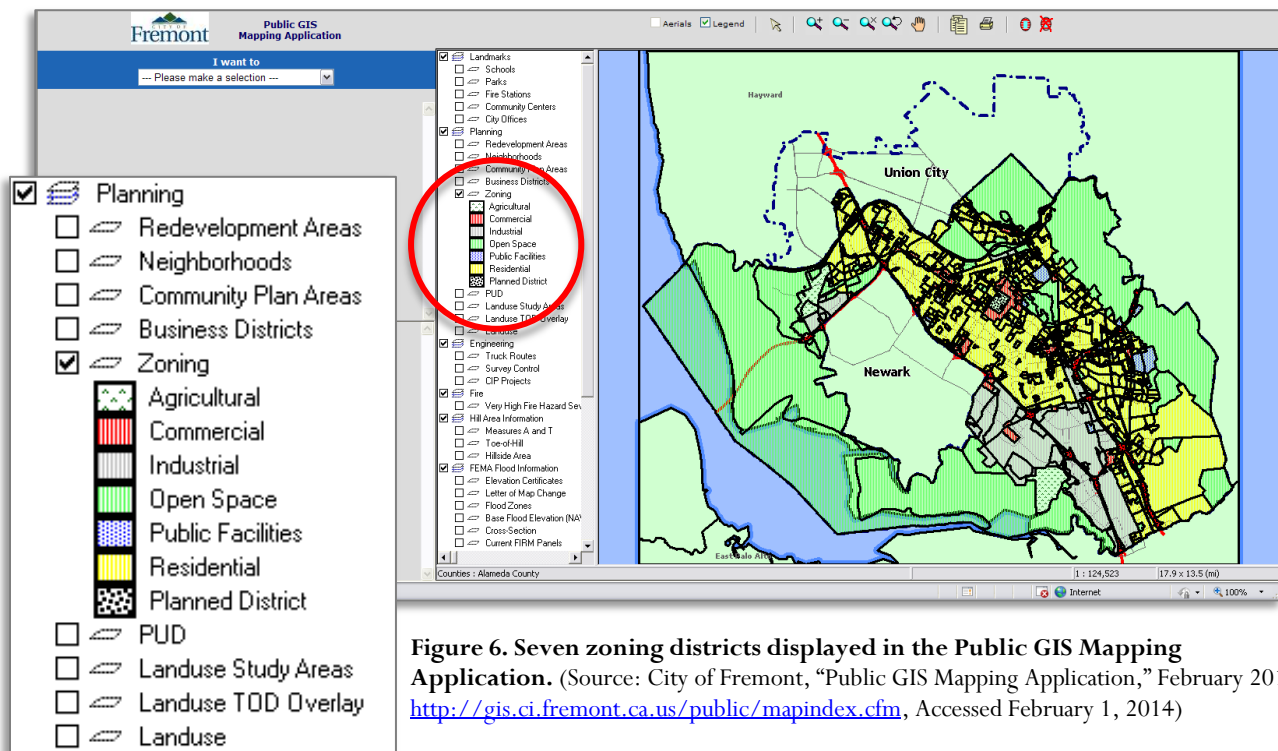 CITY OF
Fremont
Public GIS
Mapping Application
I want to
--- Please make a selection ---
Aerials
Legend
Landmarks
Schools
Parks
Fire Stations
Community Centers
City Offices
Planning
Redevelopment Areas
Neighborhoods
Community Plan Areas
Business Districts
Zoning
Agricultural
Commercial
Industrial
Open Space
Public Facilities
Residential
Planned District
PUD
Landuse Study Areas
Landuse TOD Overlay
Landuse
Engineering
Truck Routes
Survey Control
CIP Projects
Fire
Very High Fire Hazard Sev
Hill Area Information
Measures A and T
Toe-of-Hill
Hillside Area
FEMA Flood Information
Elevation Certificates
Letter of Map Change
Flood Zones
Base Flood Elevation (NAV
Cross-Section
Current FIRM Panels
Hayward
Union City
Newark
East Palo Alto
Counties : Alameda County
1 : 124,523
17.9 x 13.5 (mi)
Internet
100%
Planning
Redevelopment Areas
Neighborhoods
Community Plan Areas
Business Districts
Zoning
Agricultural
Commercial
Industrial
Open Space
Public Facilities
Residential
Planned District
PUD
Landuse Study Areas
Landuse TOD Overlay
Landuse
Figure 6. Seven zoning districts displayed in the Public GIS Mapping
Application. (Source: City of Fremont, “Public GIS Mapping Application,” February 201
http://gis.ci.fremont.ca.us/public/mapindex.cfm, Accessed February 1, 2014)